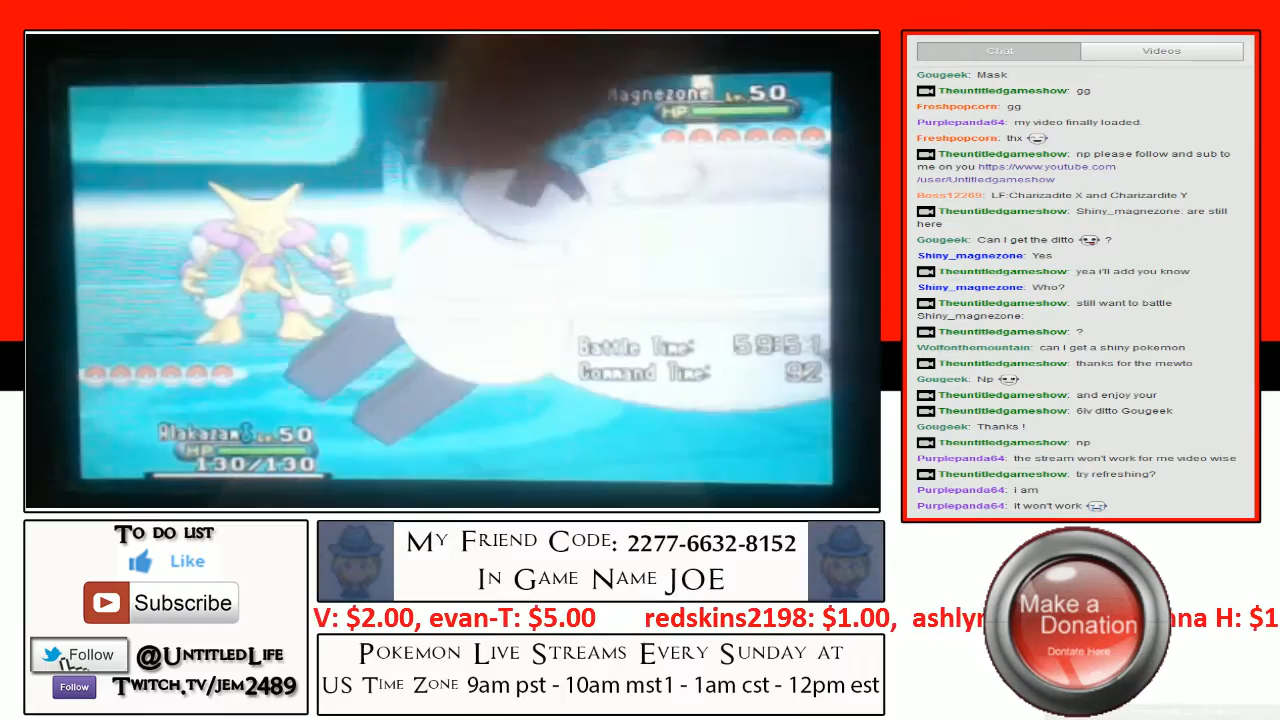 Magnezone Lv. 50
HP
Battle Time: 59:51
Command Time: 92
Alakazam Lv. 50
HP
130/130
Chat Videos
Gougeek: Mask
Theuntitledgameshow: gg
Freshpopcorn: gg
Purplepanda64: my video finally loaded.
Freshpopcorn: thx
Theuntitledgameshow: np please follow and sub to
me on you https://www.youtube.com
/user/Untitledgameshow
Boss12269: LF:Charizadite X and Charizardite Y
Theuntitledgameshow: Shiny_magnezone: are still
here
Gougeek: Can I get the ditto ?
Shiny_magnezone: Yes
Theuntitledgameshow: yea i'll add you know
Shiny_magnezone: Who?
Theuntitledgameshow: still want to battle
Shiny_magnezone:
Theuntitledgameshow: ?
Wolfonthemountain: can I get a shiny pokemon
Theuntitledgameshow: thanks for the mewto
Gougeek: Np
Theuntitledgameshow: and enjoy your
Theuntitledgameshow: 6iv ditto Gougeek
Gougeek: Thanks !
Theuntitledgameshow: np
Purplepanda64: the stream won't work for me video wise
Theuntitledgameshow: try refreshing?
Purplepanda64: i am
Purplepanda64: It won't work
To do list
Like
Subscribe
Follow @UntitledLife
Follow Twitch.tv/jem2489
My Friend Code: 2277-6632-8152
In Game Name JOE
V: $2.00, evan-T: $5.00 redskins2198: $1.00, ashlyn nna H: $1
Pokemon Live Streams Every Sunday at
US Time Zone 9am pst - 10am mst1 - 1am cst - 12pm est
Make a
Donation
Dontate Here